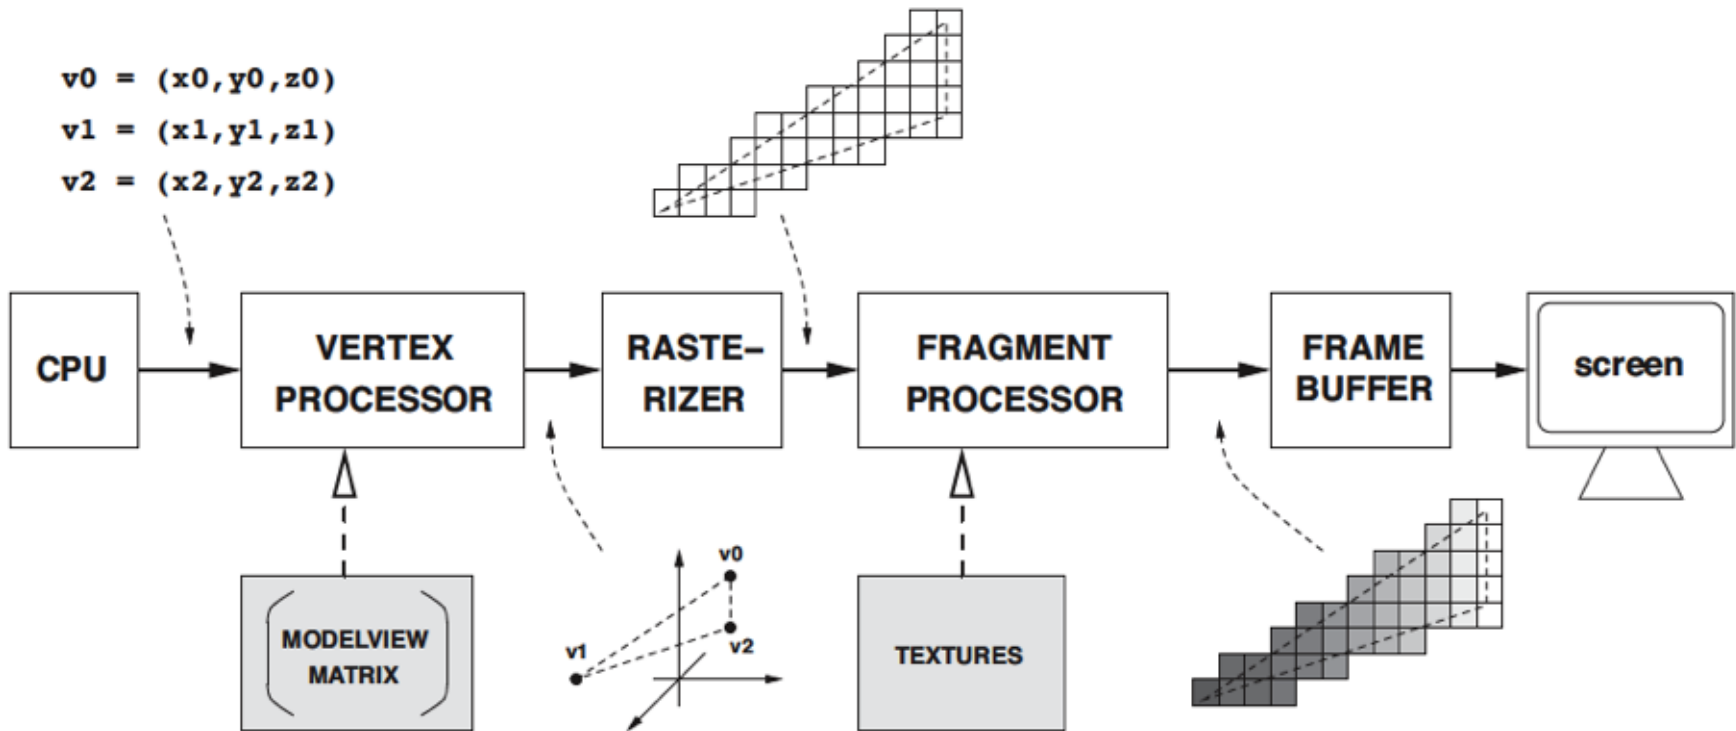 v0 = (x0,y0,z0)
v1 = (x1,y1,z1)
v2 = (x2,y2,z2)
CPU
VERTEX
PROCESSOR
RASTE–
RIZER
FRAGMENT
PROCESSOR
FRAME
BUFFER
screen
MODELVIEW
MATRIX
v0
v1
v2
TEXTURES